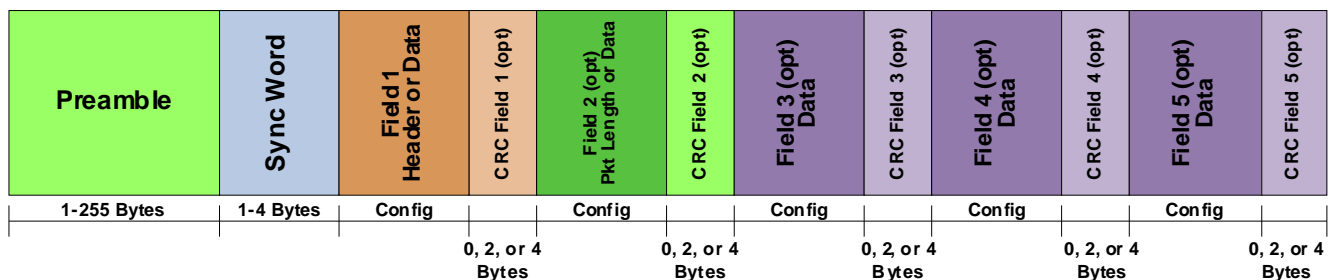 Preamble
Sync Word
Field 1
Header or Data
CRC Field 1 (opt)
Field 2 (opt)
Pkt Length or Data
CRC Field 2 (opt)
Field 3 (opt)
Data
CRC Field 3 (opt)
Field 4 (opt)
Data
CRC Field 4 (opt)
Field 5 (opt)
Data
CRC Field 5 (opt)
1-255 Bytes
1-4 Bytes
Config
Config
Config
Config
Config
0, 2, or 4
Bytes
0, 2, or 4
Bytes
0, 2, or 4
Bytes
0, 2, or 4
Bytes
0, 2, or 4
Bytes